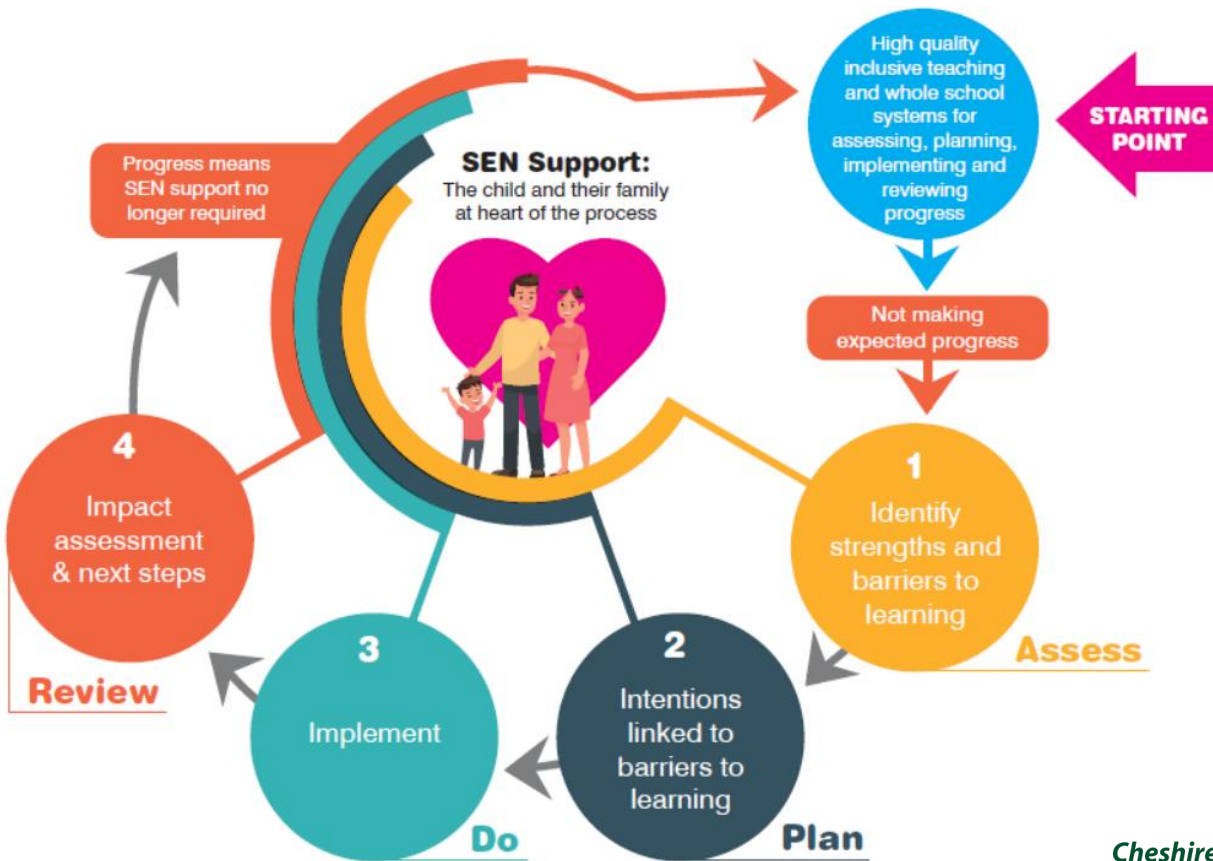 High quality
inclusive teaching
and whole school
systems for
assessing, planning,
implementing and
reviewing
progress
STARTING
POINT
Progress means
SEN support no
longer required
SEN Support:
The child and their family
at heart of the process
Not making
expected progress
1
Identify
strengths and
barriers to
learning
Assess
2
Intentions
linked to
barriers to
learning
Plan
3
Implement
Do
4
Impact
assessment
& next steps
Review
Cheshire